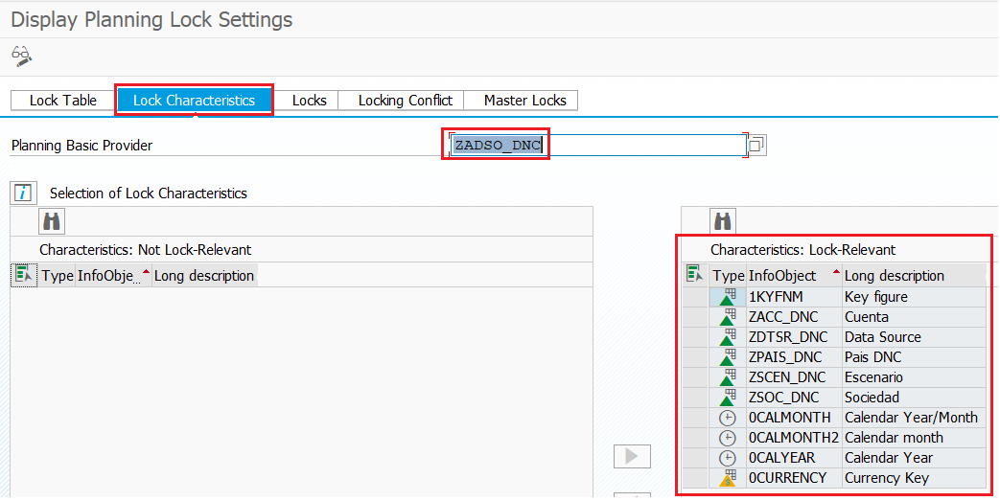 Display Planning Lock Settings
Lock Table Lock Characteristics Locks Locking Conflict Master Locks
Planning Basic Provider ZADSO_DNC
Selection of Lock Characteristics
Characteristics: Not Lock-Relevant
Type InfoObje... Long description
Characteristics: Lock-Relevant
Type InfoObject Long description
1KYFNM Key figure
ZACC_DNC Cuenta
ZDTSR_DNC Data Source
ZPAIS_DNC Pais DNC
ZSCEN_DNC Escenario
ZSOC_DNC Sociedad
0CALMONTH Calendar Year/Month
0CALMONTH2 Calendar month
0CALYEAR Calendar Year
0CURRENCY Currency Key